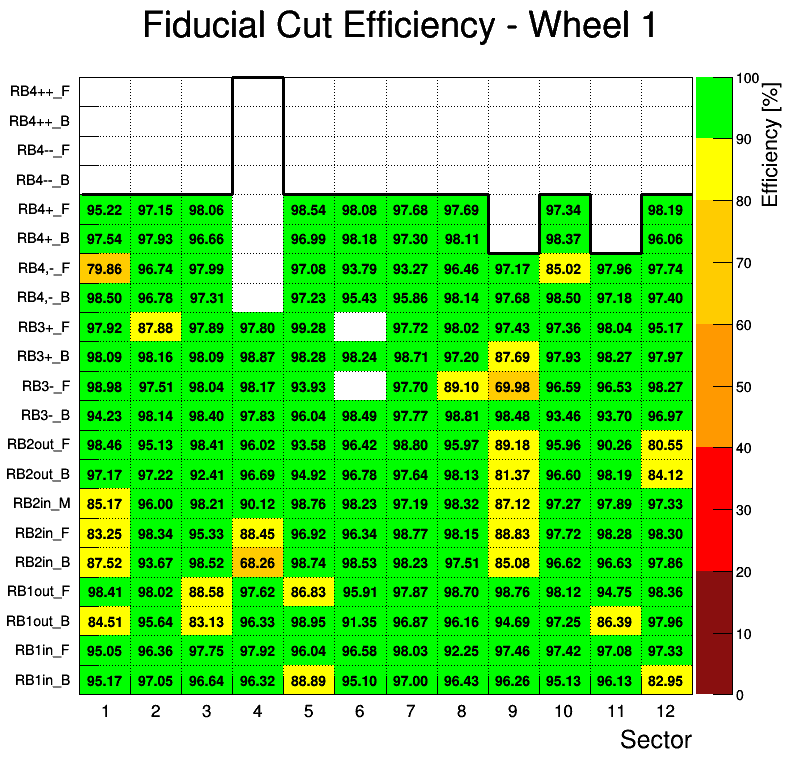 Fiducial Cut Efficiency - Wheel 1
RB4++_F
RB4++_B
RB4--_F
RB4--_B
RB4+_F 95.22 97.15 98.06 98.54 98.08 97.68 97.69 97.34 98.19
RB4+_B 97.54 97.93 96.66 96.99 98.18 97.30 98.11 98.37 96.06
RB4,-_F 79.86 96.74 97.99 97.08 93.79 93.27 96.46 97.17 85.02 97.96 97.74
RB4,-_B 98.50 96.78 97.31 97.23 95.43 95.86 98.14 97.68 98.50 97.18 97.40
RB3+_F 97.92 87.88 97.89 97.80 99.28 97.72 98.02 97.43 97.36 98.04 95.17
RB3+_B 98.09 98.16 98.09 98.87 98.28 98.24 98.71 97.20 87.69 97.93 98.27 97.97
RB3-_F 98.98 97.51 98.04 98.17 93.93 97.70 89.10 69.98 96.59 96.53 98.27
RB3-_B 94.23 98.14 98.40 97.83 96.04 98.49 97.77 98.81 98.48 93.46 93.70 96.97
RB2out_F 98.46 95.13 98.41 96.02 93.58 96.42 98.80 95.97 89.18 95.96 90.26 80.55
RB2out_B 97.17 97.22 92.41 96.69 94.92 96.78 97.64 98.13 81.37 96.60 98.19 84.12
RB2in_M 85.17 96.00 98.21 90.12 98.76 98.23 97.19 98.32 87.12 97.27 97.89 97.33
RB2in_F 83.25 98.34 95.33 88.45 96.92 96.34 98.77 98.15 88.83 97.72 98.28 98.30
RB2in_B 87.52 93.67 98.52 68.26 98.74 98.53 98.23 97.51 85.08 96.62 96.63 97.86
RB1out_F 98.41 98.02 88.58 97.62 86.83 95.91 97.87 98.70 98.76 98.12 94.75 98.36
RB1out_B 84.51 95.64 83.13 96.33 98.95 91.35 96.87 96.16 94.69 97.25 86.39 97.96
RB1in_F 95.05 96.36 97.75 97.92 96.04 96.58 98.03 92.25 97.46 97.42 97.08 97.33
RB1in_B 95.17 97.05 96.64 96.32 88.89 95.10 97.00 96.43 96.26 95.13 96.13 82.95
1 2 3 4 5 6 7 8 9 10 11 12
Sector
100
90
80
70
60
50
40
30
20
10
0
Efficiency [%]